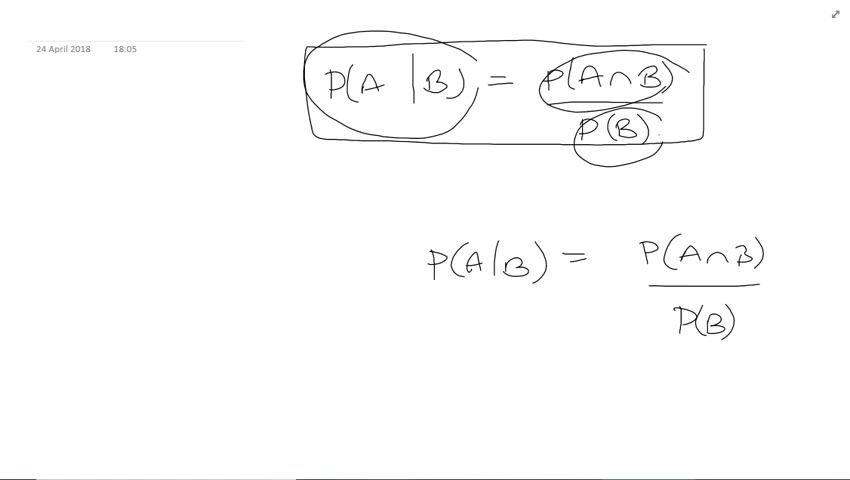 24 April 2018 18:05
P(A | B) = P(A∩B)
P(B)
P(A|B) = P(A∩B)
P(B)